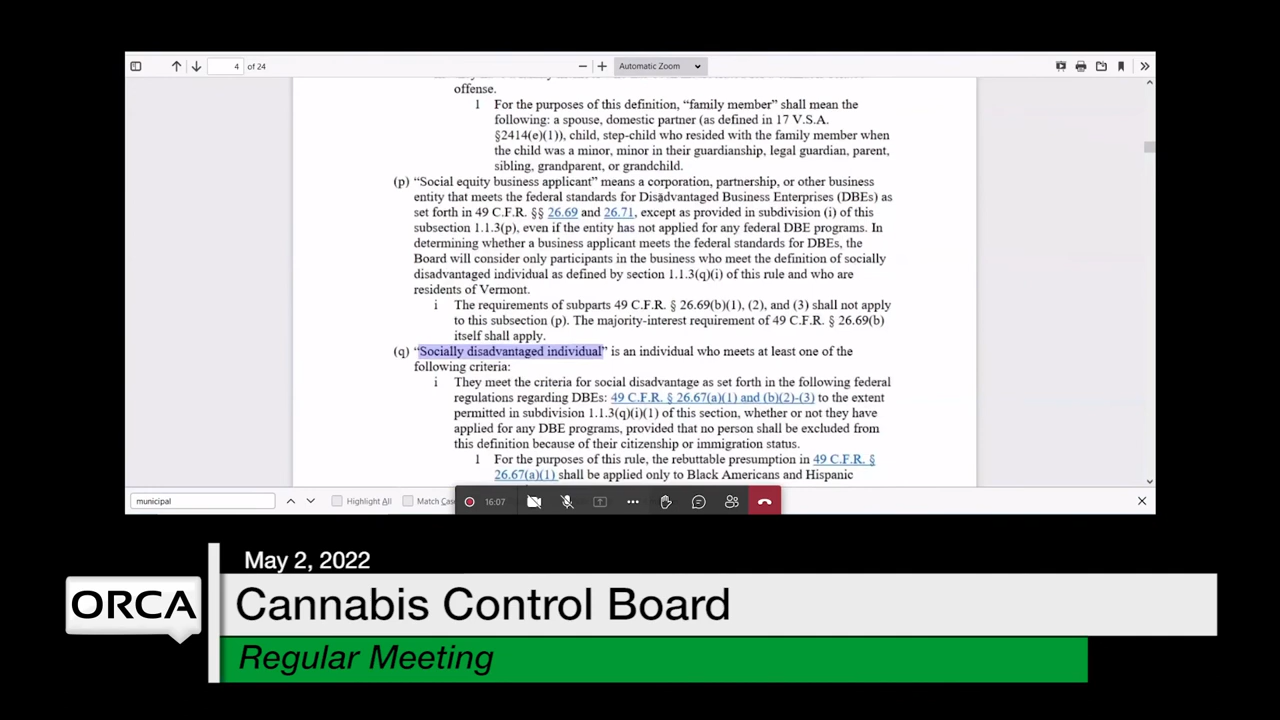 4 of 24
Automatic Zoom
offense.
1 For the purposes of this definition, “family member” shall mean the
following: a spouse, domestic partner (as defined in 17 V.S.A.
§2414(e)(1)), child, step-child who resided with the family member when
the child was a minor, minor in their guardianship, legal guardian, parent,
sibling, grandparent, or grandchild.
(p) “Social equity business applicant” means a corporation, partnership, or other business
entity that meets the federal standards for Disadvantaged Business Enterprises (DBEs) as
set forth in 49 C.F.R. §§ 26.69 and 26.71, except as provided in subdivision (i) of this
subsection 1.1.3(p), even if the entity has not applied for any federal DBE programs. In
determining whether a business applicant meets the federal standards for DBEs, the
Board will consider only participants in the business who meet the definition of socially
disadvantaged individual as defined by section 1.1.3(q)(i) of this rule and who are
residents of Vermont.
i The requirements of subparts 49 C.F.R. § 26.69(b)(1), (2), and (3) shall not apply
to this subsection (p). The majority-interest requirement of 49 C.F.R. § 26.69(b)
itself shall apply.
(q) “Socially disadvantaged individual” is an individual who meets at least one of the
following criteria:
i They meet the criteria for social disadvantage as set forth in the following federal
regulations regarding DBEs: 49 C.F.R. § 26.67(a)(1) and (b)(2)-(3) to the extent
permitted in subdivision 1.1.3(q)(i)(1) of this section, whether or not they have
applied for any DBE programs, provided that no person shall be excluded from
this definition because of their citizenship or immigration status.
1 For the purposes of this rule, the rebuttable presumption in 49 C.F.R. §
26.67(a)(1) shall be applied only to Black Americans and Hispanic
municipal
Highlight All
Match Cas
16:07
May 2, 2022
ORCA
Cannabis Control Board
Regular Meeting